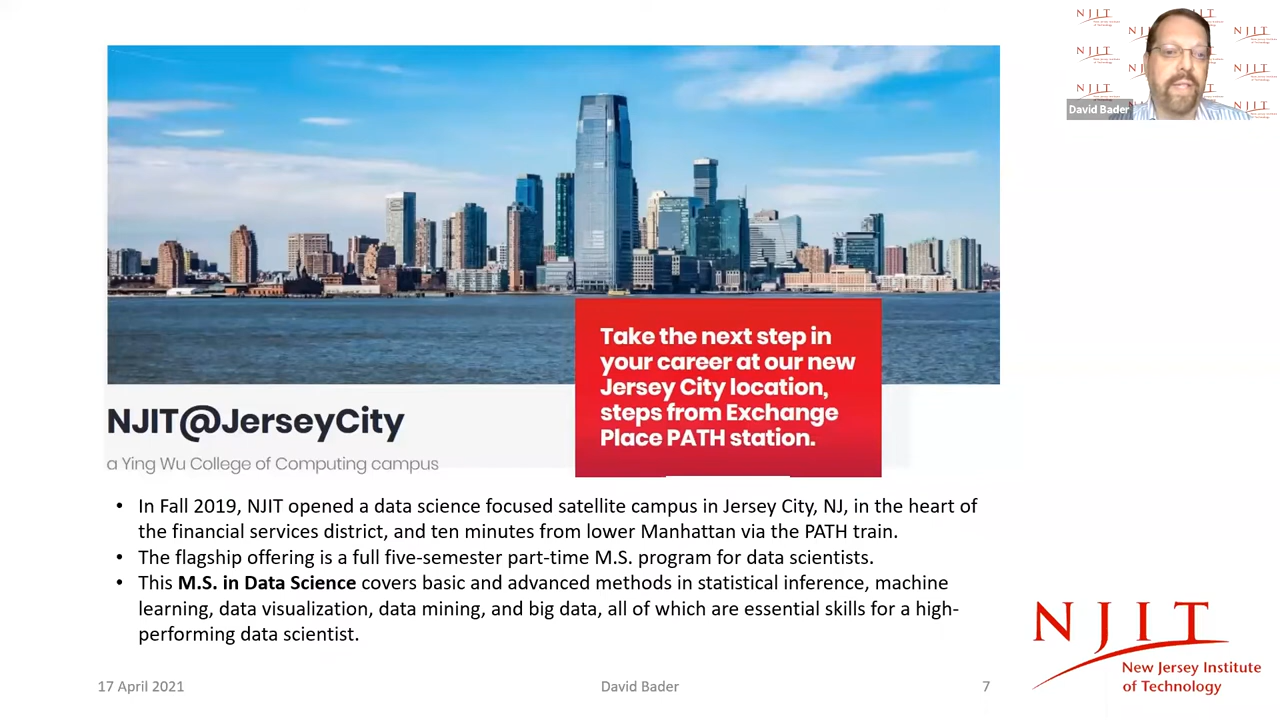 NJIT
New Jersey Institute
of Technology
David Bader
Take the next step in
your career at our new
Jersey City location,
steps from Exchange
Place PATH station.
NJIT@JerseyCity
a Ying Wu College of Computing campus
• In Fall 2019, NJIT opened a data science focused satellite campus in Jersey City, NJ, in the heart of
the financial services district, and ten minutes from lower Manhattan via the PATH train.
• The flagship offering is a full five-semester part-time M.S. program for data scientists.
• This M.S. in Data Science covers basic and advanced methods in statistical inference, machine
learning, data visualization, data mining, and big data, all of which are essential skills for a high-
performing data scientist.
NJIT
New Jersey Institute
of Technology
17 April 2021
David Bader
7